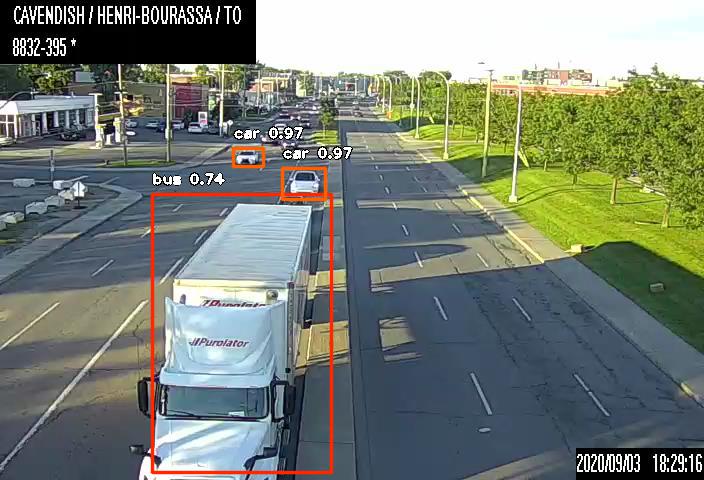 CAVENDISH / HENRI-BOURASSA / TO
8832-395 *
car 0.97
car 0.97
bus 0.74
Purolator
Purolator
2020/09/03 18:29:16